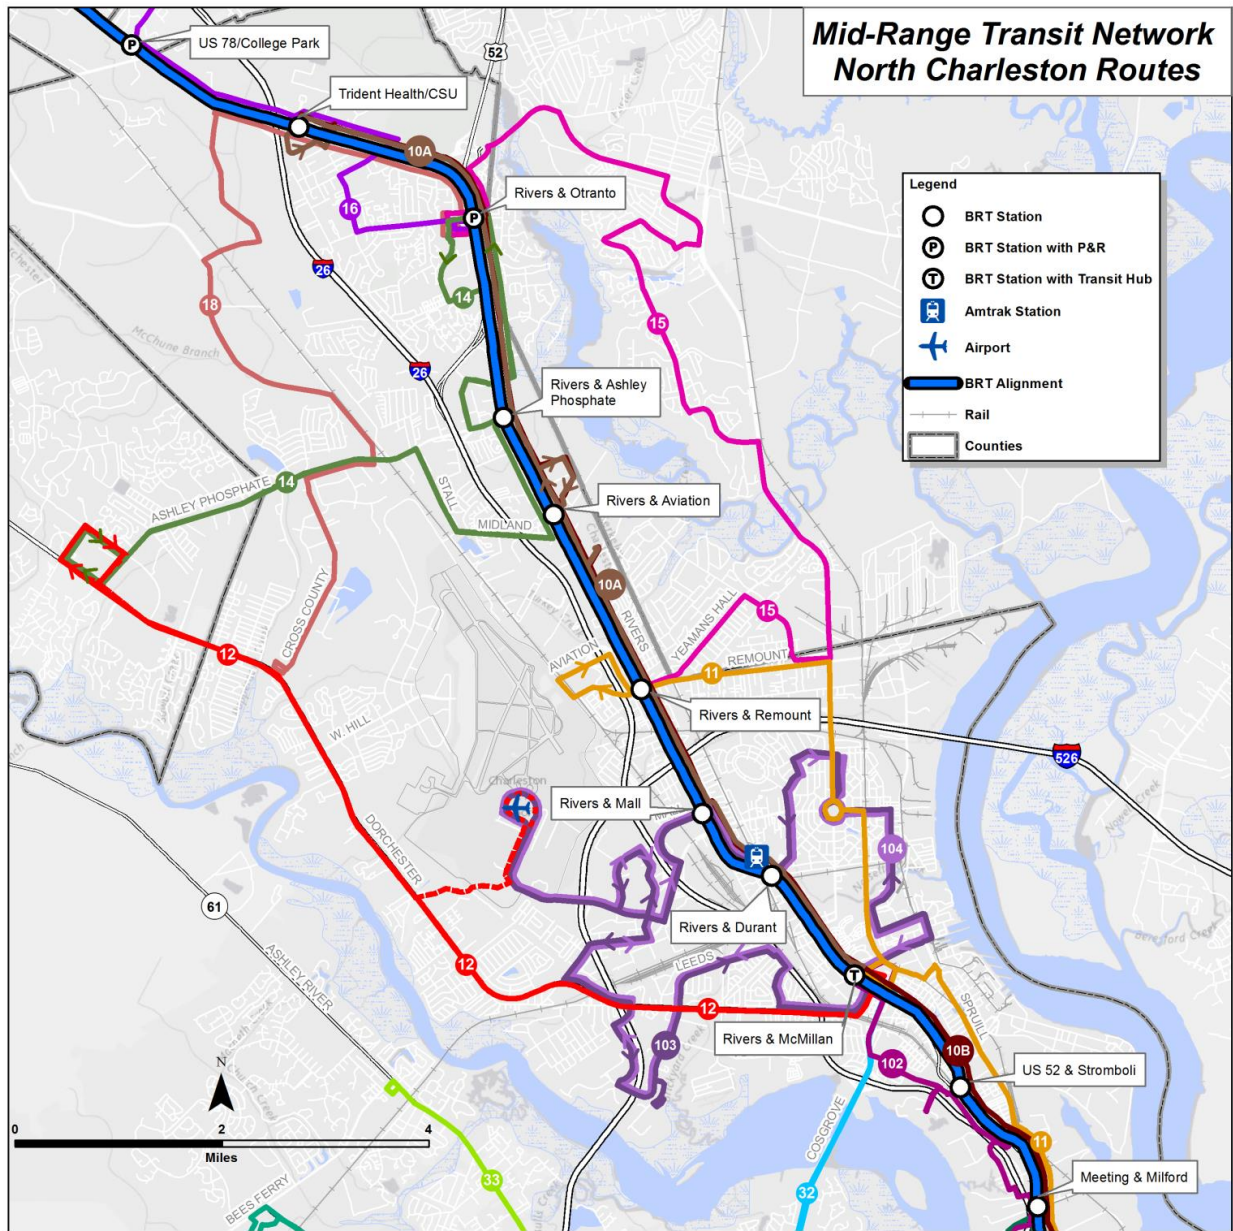 Mid-Range Transit Network
North Charleston Routes
US 78/College Park
52
Trident Health/CSU
10A
Rivers & Otranto
16
26
14
18
15
McChune Branch
26
Rivers & Ashley
Phosphate
Legend
BRT Station
P BRT Station with P&R
T BRT Station with Transit Hub
Amtrak Station
Airport
BRT Alignment
Rail
Counties
14
ASHLEY PHOSPHATE
STALL
MIDLAND
Rivers & Aviation
10A
RIVERS
CROSS COUNTY
12
YEAMANS HALL
15
AVIATION
REMOUNT
11
W. HILL
Rivers & Remount
526
Charleston
Rivers & Mall
DORCHESTER
104
61
Rivers & Durant
ASHLEY RIVER
12
LEEDS
12
T
SPRUILL
Rivers & McMillan
103
10B
102
US 52 & Stromboli
N
0 2 4
Miles
COSGROVE
11
33
32
Meeting & Milford
BEES FERRY